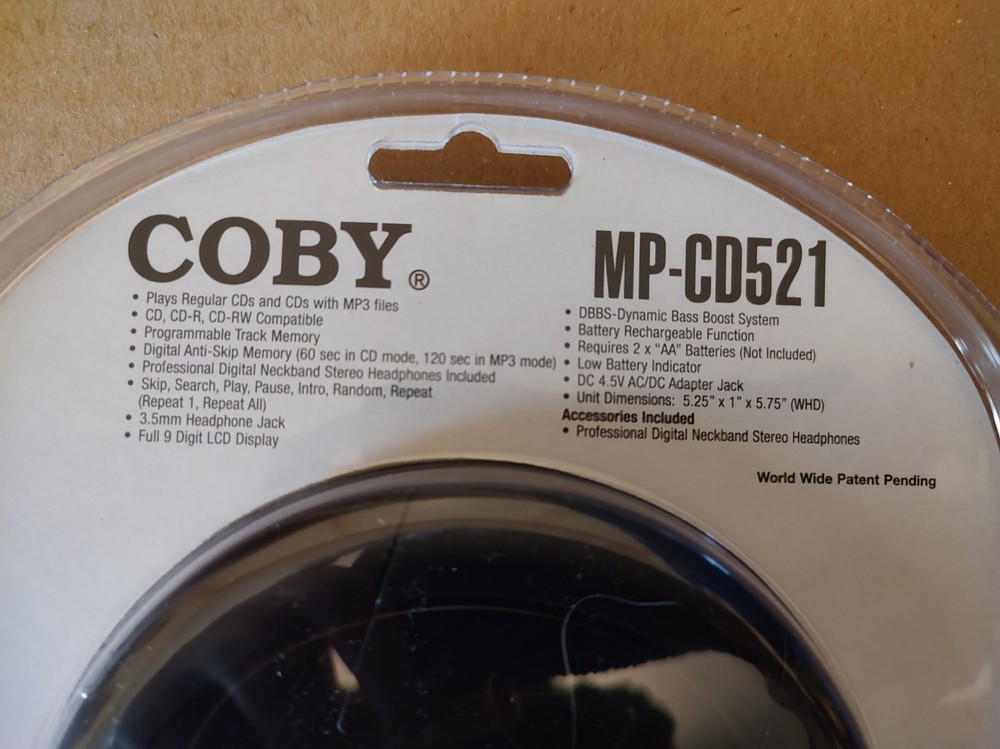 COBY®
• Plays Regular CDs and CDs with MP3 files
• CD, CD-R, CD-RW Compatible
• Programmable Track Memory
• Digital Anti-Skip Memory (60 sec in CD mode, 120 sec in MP3 mode)
• Professional Digital Neckband Stereo Headphones Included
• Skip, Search, Play, Pause, Intro, Random, Repeat
(Repeat 1, Repeat All)
• 3.5mm Headphone Jack
• Full 9 Digit LCD Display
MP-CD521
• DBBS-Dynamic Bass Boost System
• Battery Rechargeable Function
• Requires 2 x "AA" Batteries (Not Included)
• Low Battery Indicator
• DC 4.5V AC/DC Adapter Jack
• Unit Dimensions: 5.25" x 1" x 5.75" (WHD)
Accessories Included
• Professional Digital Neckband Stereo Headphones
World Wide Patent Pending